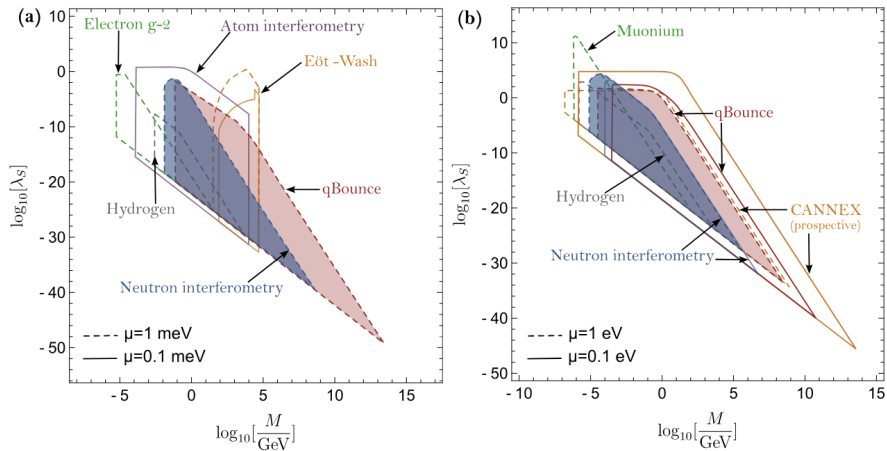 (a)
Electron g-2
Atom interferometry
Eöt -Wash
qBounce
Hydrogen
Neutron interferometry
μ=1 meV
μ=0.1 meV
10
0
- 10
- 20
- 30
- 40
- 50
log₁₀[λS]
- 5
0
5
10
15
log₁₀[M/GeV]
(b)
Muonium
qBounce
Hydrogen
CANNEX
(prospective)
Neutron interferometry
μ=1 eV
μ=0.1 eV
20
10
0
- 10
- 20
- 30
- 40
- 50
log₁₀[λS]
- 10
- 5
0
5
10
15
log₁₀[M/GeV]